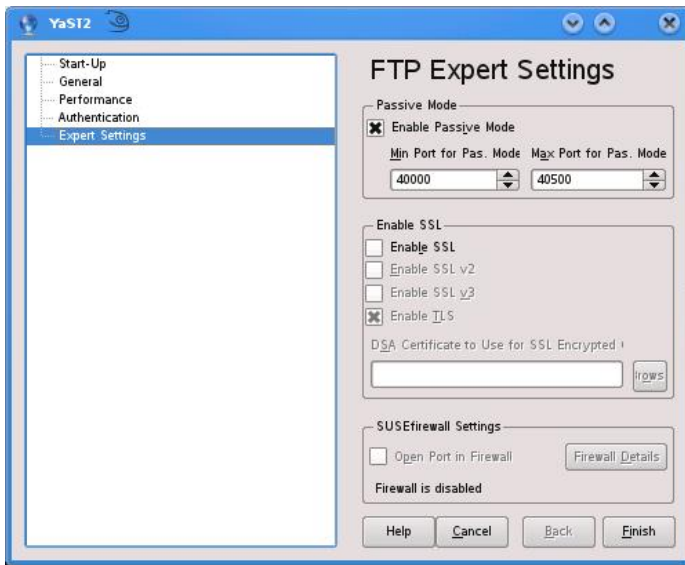 YaST2
Start-Up
General
Performance
Authentication
Expert Settings
FTP Expert Settings
Passive Mode
Enable Passive Mode
Min Port for Pas. Mode Max Port for Pas. Mode
40000 40500
Enable SSL
Enable SSL
Enable SSL v2
Enable SSL v3
Enable TLS
DSA Certificate to Use for SSL Encrypted
rows
SUSEfirewall Settings
Open Port in Firewall Firewall Details
Firewall is disabled
Help Cancel Back Finish